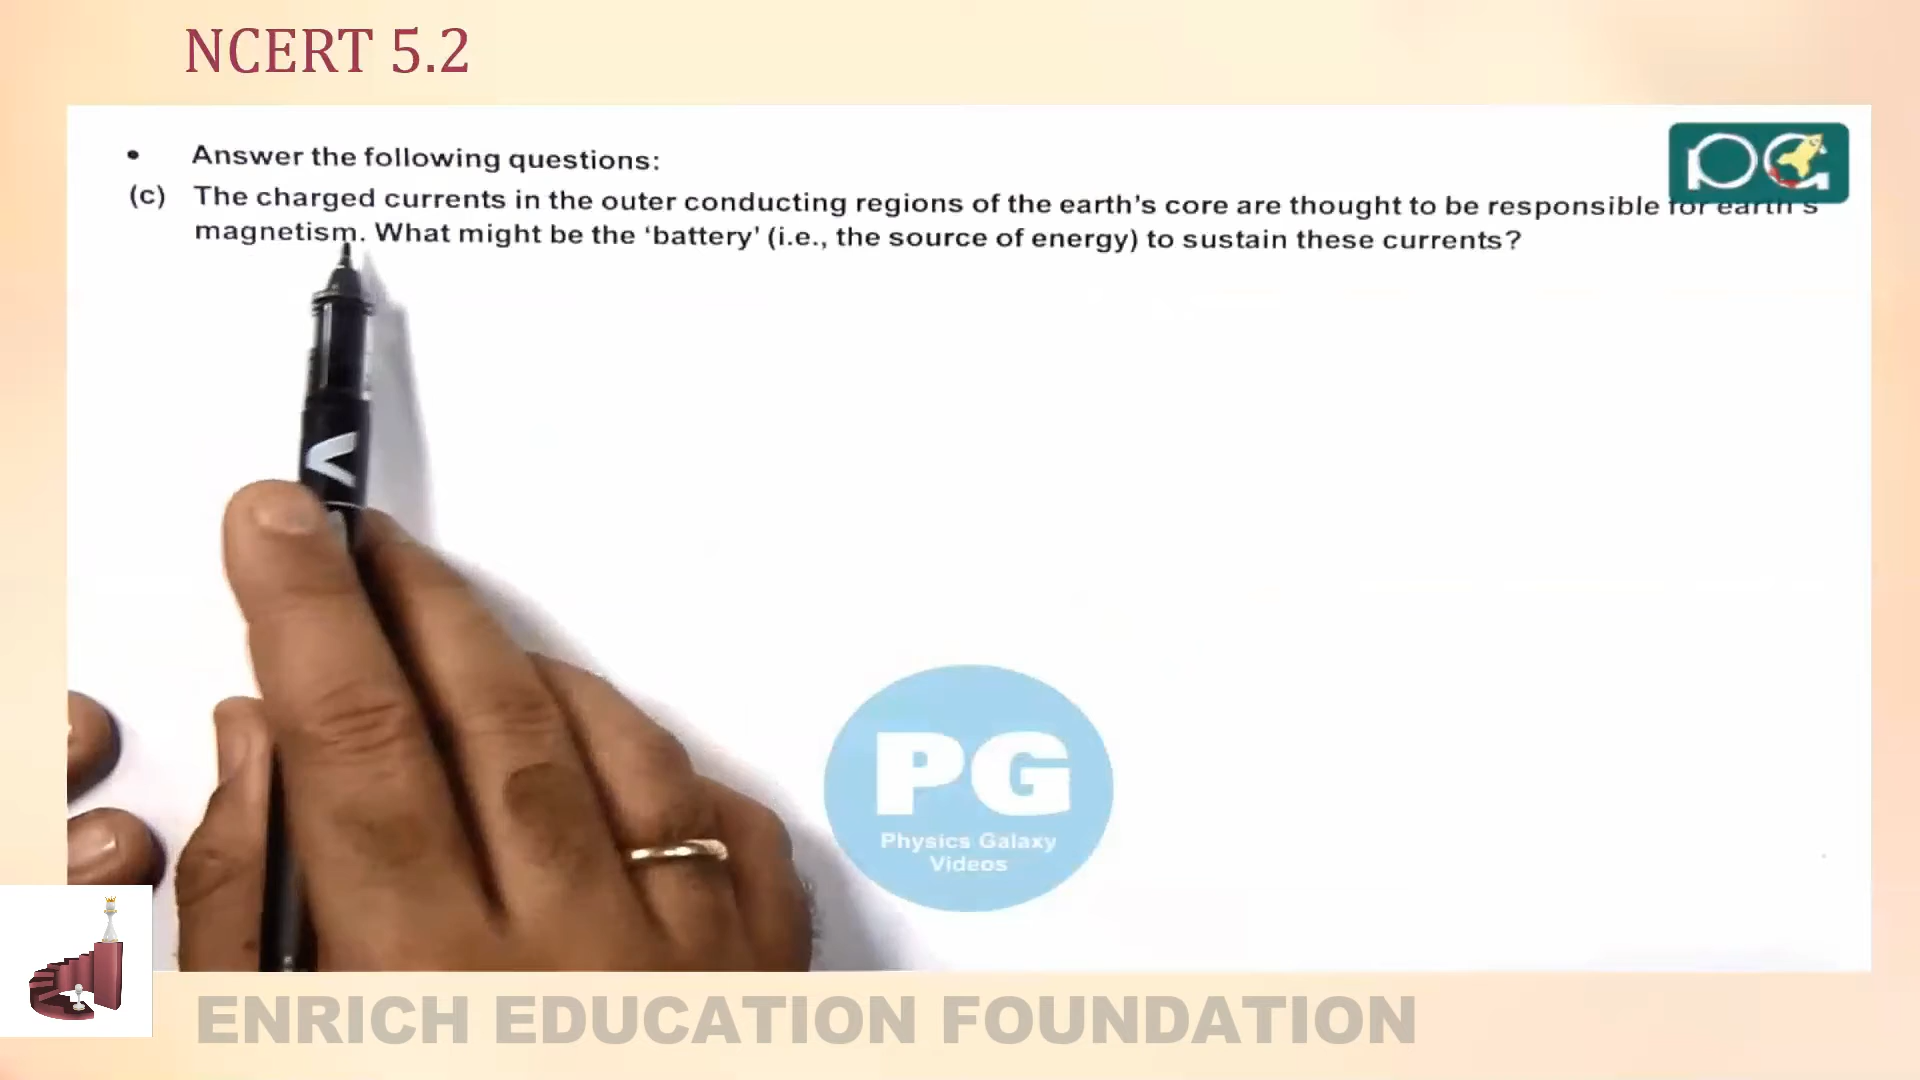 NCERT 5.2
• Answer the following questions:
(c) The charged currents in the outer conducting regions of the earth's core are thought to be responsible for earth's
magnetism. What might be the ‘battery’ (i.e., the source of energy) to sustain these currents?
PG
Physics Galaxy
Videos
ENRICH EDUCATION FOUNDATION